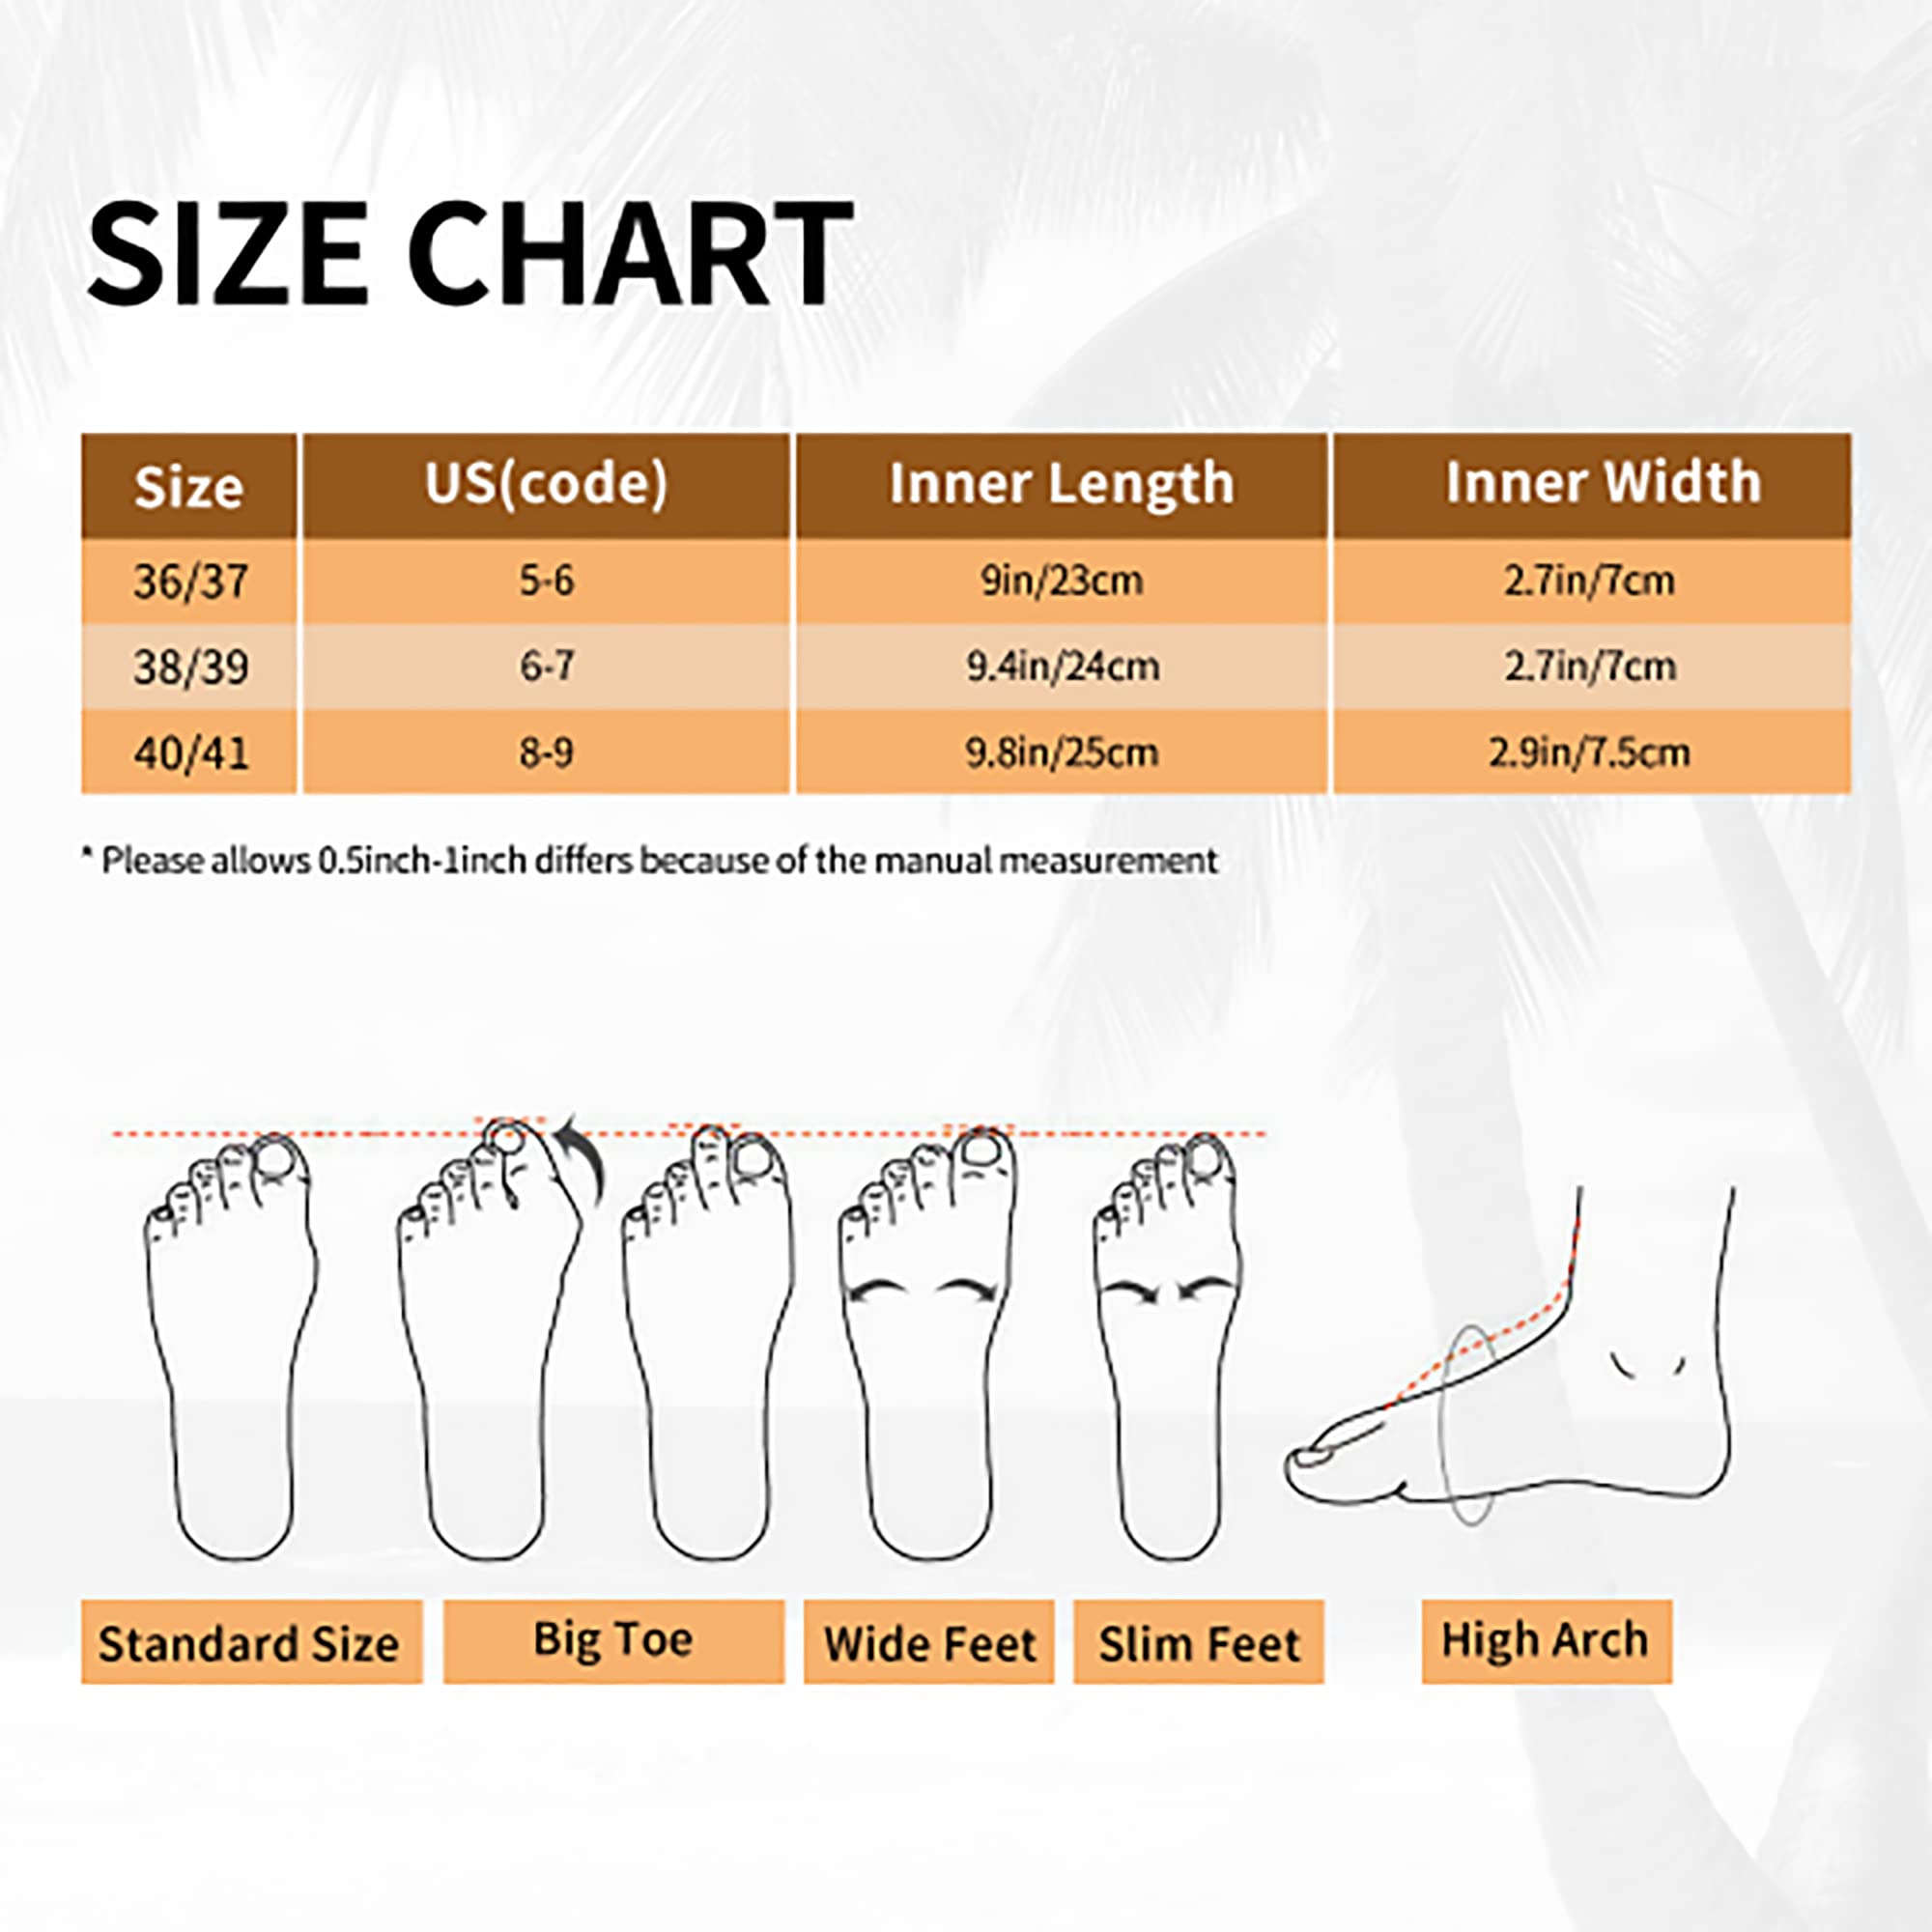 SIZE CHART
Size US(code) Inner Length Inner Width
36/37 5-6 9in/23cm 2.7in/7cm
38/39 6-7 9.4in/24cm 2.7in/7cm
40/41 8-9 9.8in/25cm 2.9in/7.5cm
* Please allows 0.5inch-1inch differs because of the manual measurement
Standard Size Big Toe Wide Feet Slim Feet High Arch